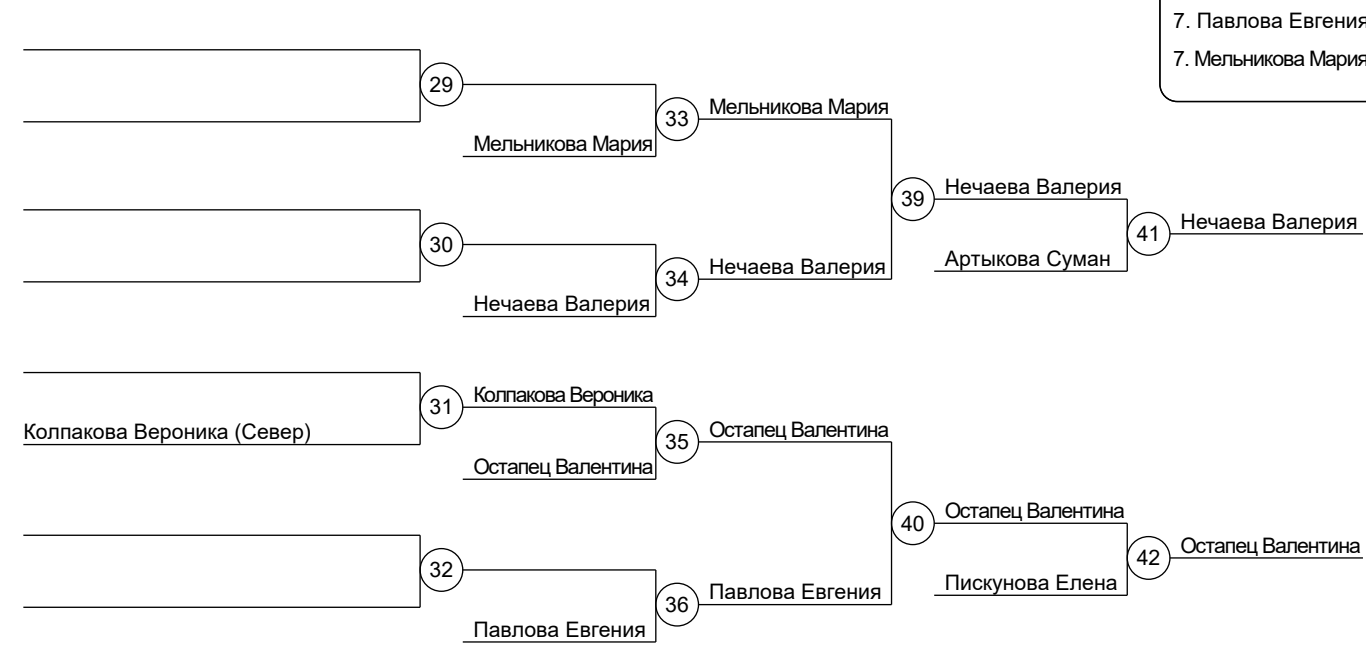 7. Павлова Евгения
7. Мельникова Мария
29
33
Мельникова Мария
Мельникова Мария
39
Нечаева Валерия
41
Нечаева Валерия
30
34
Нечаева Валерия
Артыкова Суман
Нечаева Валерия
31
Колпакова Вероника
35
Остапец Валентина
Колпакова Вероника (Север)
Остапец Валентина
40
Остапец Валентина
42
Остапец Валентина
32
36
Павлова Евгения
Пискунова Елена
Павлова Евгения